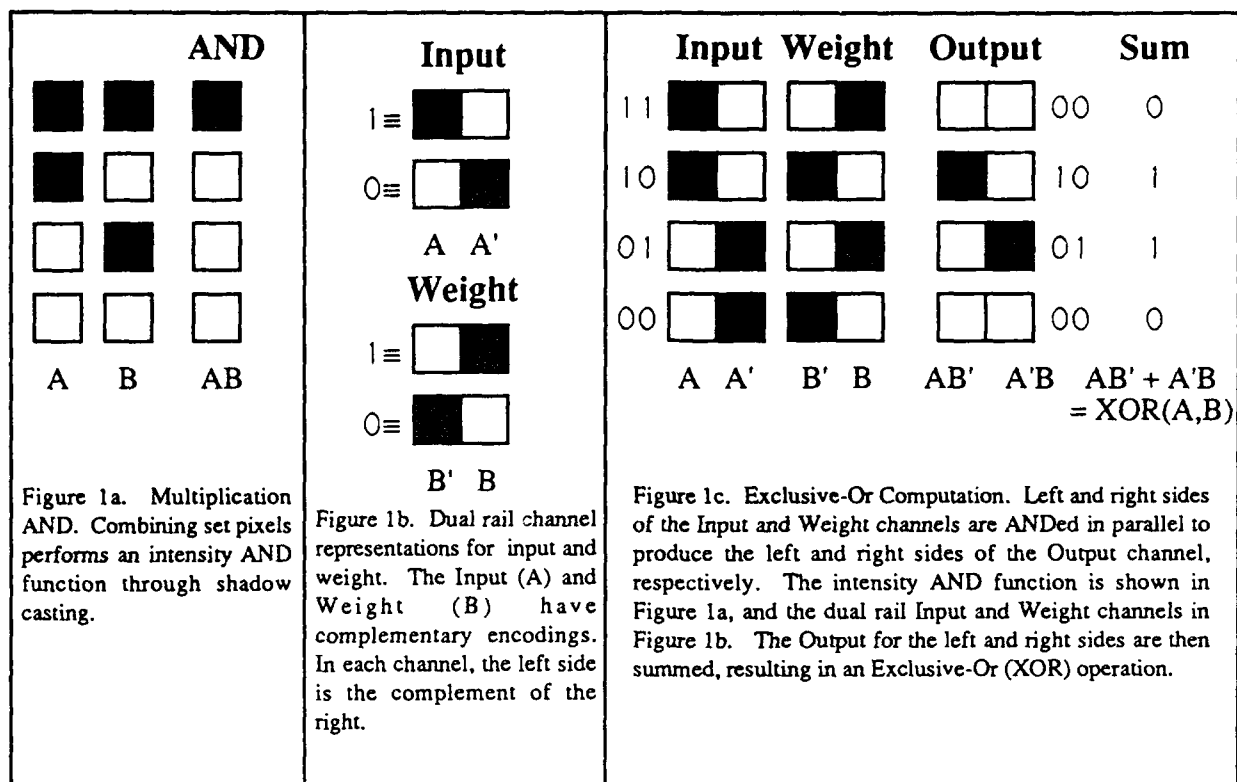 AND
A B AB
Figure 1a. Multiplication
AND. Combining set pixels
performs an intensity AND
function through shadow
casting.
Input
1≡
0≡
A A'
Weight
1≡
0≡
B' B
Figure 1b. Dual rail channel
representations for input and
weight. The Input (A) and
Weight (B) have
complementary encodings.
In each channel, the left side
is the complement of the
right.
Input Weight Output Sum
11 00 0
10 10 1
01 01 1
00 00 0
A A' B' B AB' A'B AB' + A'B
= XOR(A,B)
Figure 1c. Exclusive-Or Computation. Left and right sides
of the Input and Weight channels are ANDed in parallel to
produce the left and right sides of the Output channel,
respectively. The intensity AND function is shown in
Figure 1a, and the dual rail Input and Weight channels in
Figure 1b. The Output for the left and right sides are then
summed, resulting in an Exclusive-Or (XOR) operation.